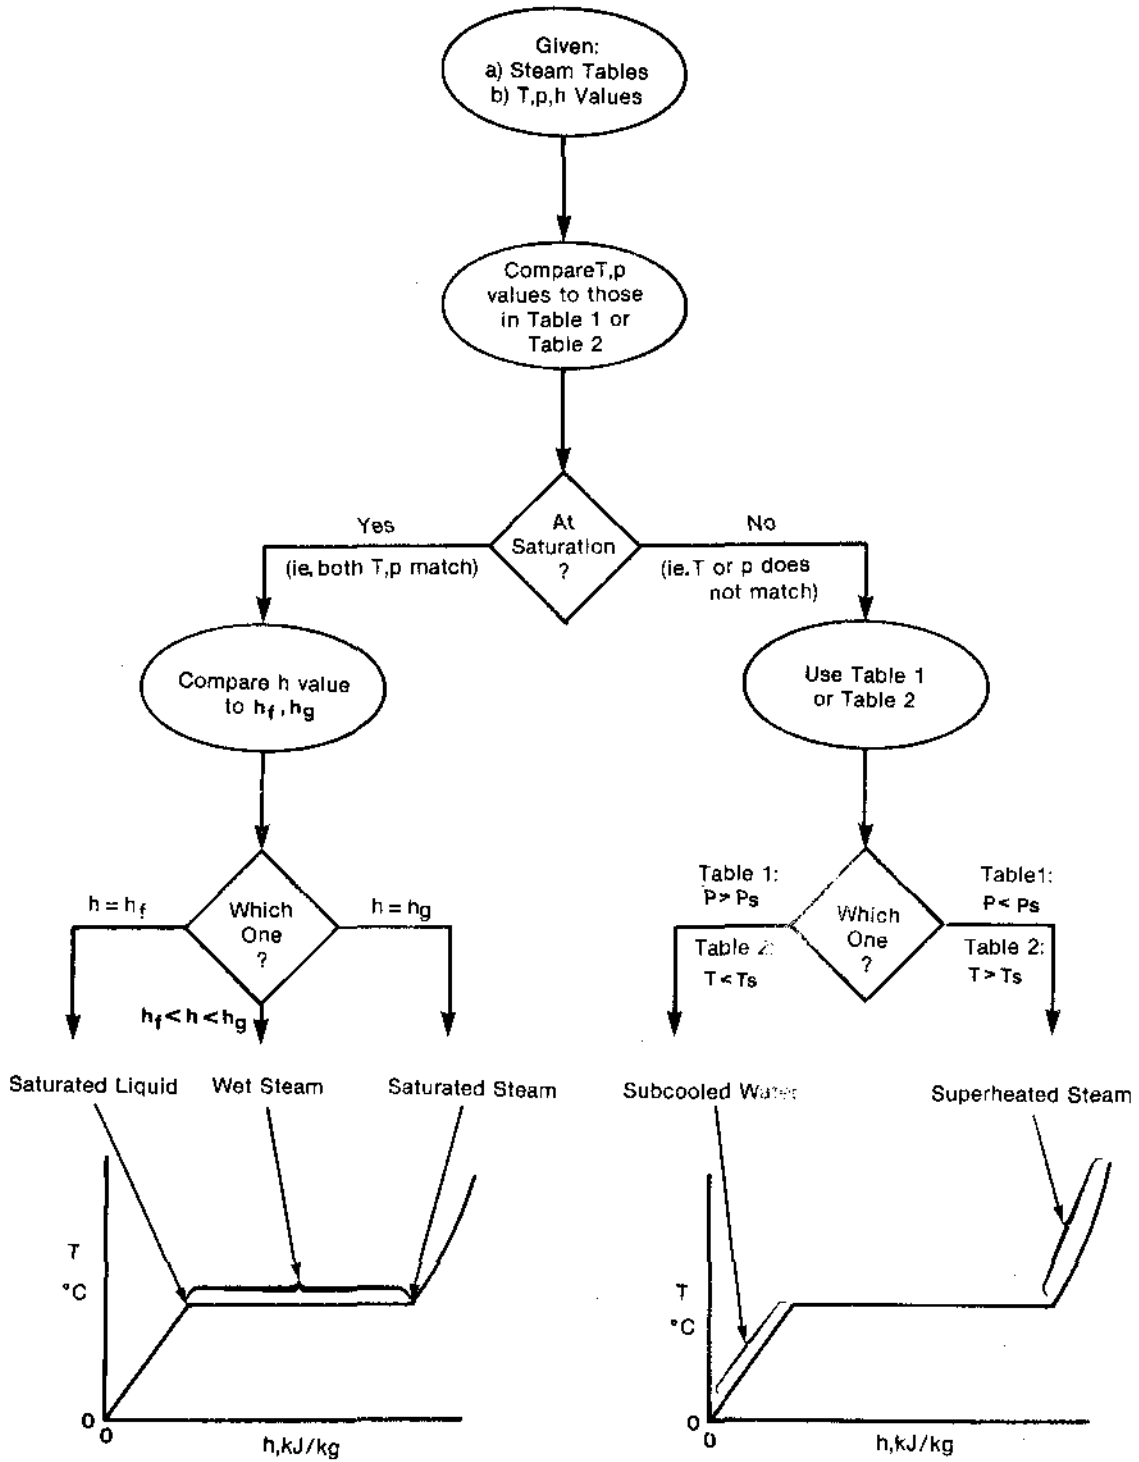 Given:
a) Steam Tables
b) T,p,h Values
CompareT,p
values to those
in Table 1 or
Table 2
At
Saturation
?
Yes
(ie. both T,p match)
No
(ie. T or p does
not match)
Compare h value
to hf, hg
Use Table 1
or Table 2
Which
One
?
h = hf
h = hg
hf < h < hg
Which
One
?
Table 1:
P > Ps
Table 2:
T < Ts
Table1:
P < Ps
Table 2:
T > Ts
Saturated Liquid
Wet Steam
Saturated Steam
Subcooled Water
Superheated Steam
T
°C
0
0
h,kJ/kg
T
°C
0
0
h,kJ/kg